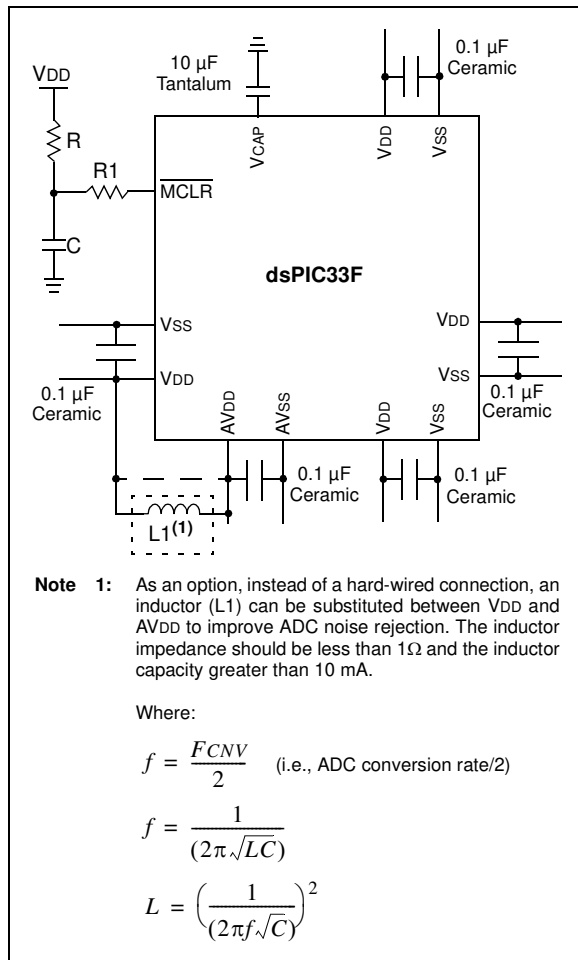 0.1 µF
Ceramic
10 µF
Tantalum
VDD
R
R1
C
MCLR
VCAP
VDD
VSS
dsPIC33F
VSS
VDD
VDD
VSS
0.1 µF
Ceramic
0.1 µF
Ceramic
AVDD
AVSS
VDD
VSS
0.1 µF
Ceramic
0.1 µF
Ceramic
L1(1)
Note 1: As an option, instead of a hard-wired connection, an
inductor (L1) can be substituted between VDD and
AVDD to improve ADC noise rejection. The inductor
impedance should be less than 1Ω and the inductor
capacity greater than 10 mA.
Where:
f = FCNV / 2 (i.e., ADC conversion rate/2)
f = 1 / (2π√LC)
L = (1 / (2πf√C))²